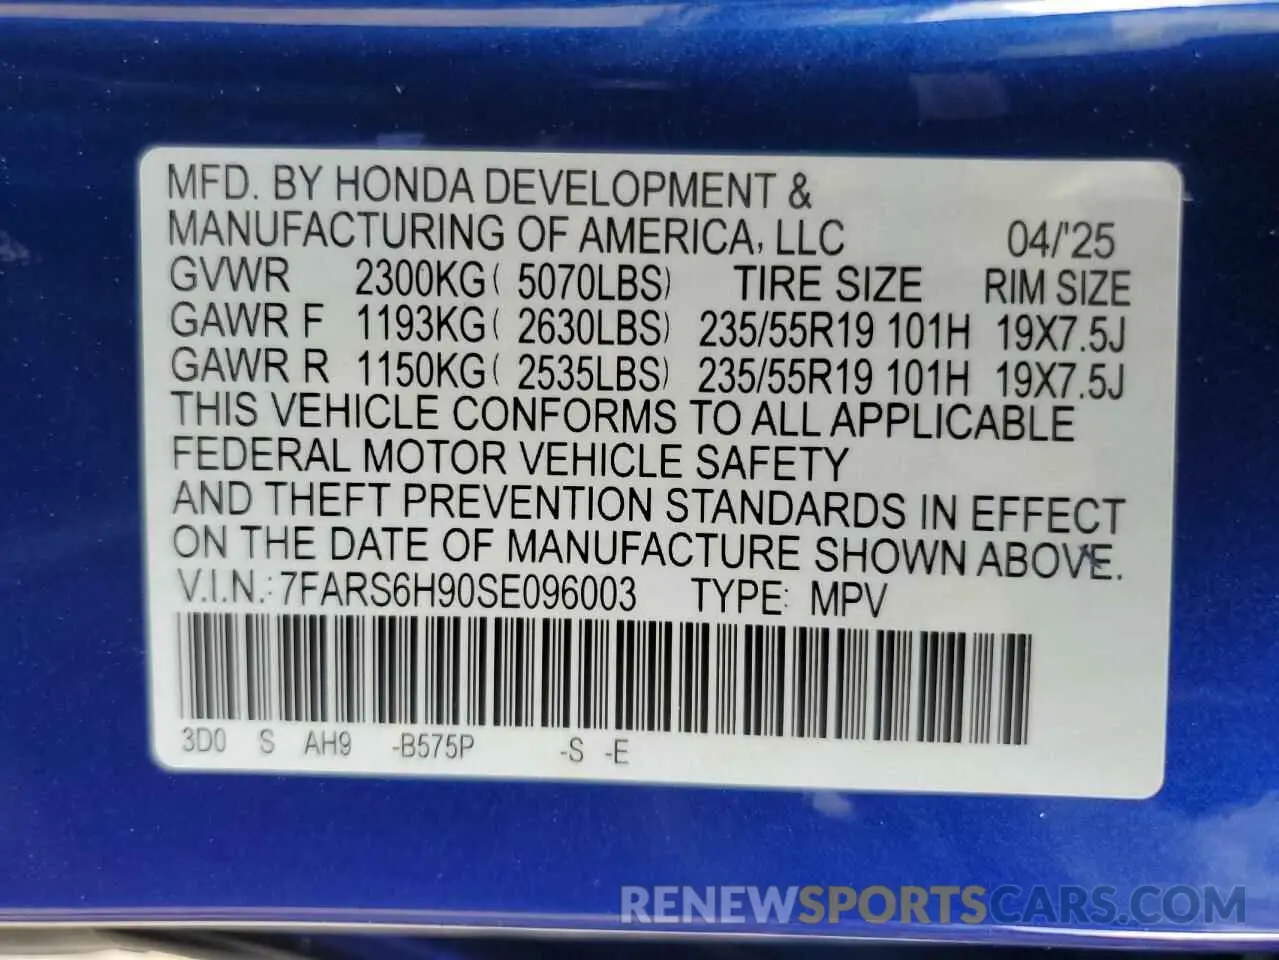 MFD. BY HONDA DEVELOPMENT &
MANUFACTURING OF AMERICA, LLC 04/'25
GVWR 2300KG( 5070LBS) TIRE SIZE RIM SIZE
GAWR F 1193KG( 2630LBS) 235/55R19 101H 19X7.5J
GAWR R 1150KG( 2535LBS) 235/55R19 101H 19X7.5J
THIS VEHICLE CONFORMS TO ALL APPLICABLE
FEDERAL MOTOR VEHICLE SAFETY
AND THEFT PREVENTION STANDARDS IN EFFECT
ON THE DATE OF MANUFACTURE SHOWN ABOVE.
V.I.N.: 7FARS6H90SE096003 TYPE: MPV
3D0 S AH9 -B575P -S -E
RENEWSPORTSCARS.COM